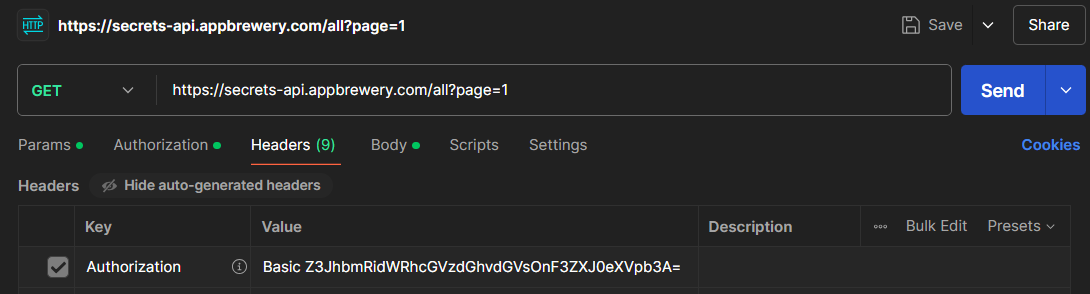 HTTP https://secrets-api.appbrewery.com/all?page=1 Save Share
GET https://secrets-api.appbrewery.com/all?page=1 Send
Params Authorization Headers (9) Body Scripts Settings Cookies
Headers Hide auto-generated headers
Key Value Description Bulk Edit Presets
Authorization Basic Z3JhbmRidWRhcGVzdGhvdGVsOnF3ZXJ0eXVpb3A=